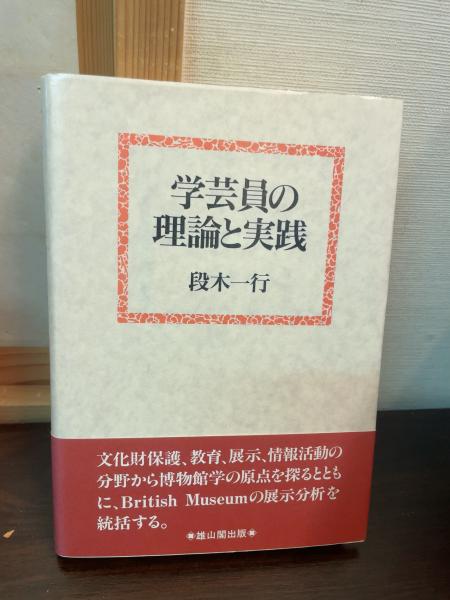 学芸員の
理論と実践
段木一行
文化財保護、教育、展示、情報活動の
分野から博物館学の原点を探るととも
に、British Museumの展示分析を
統括する。
雄山閣出版